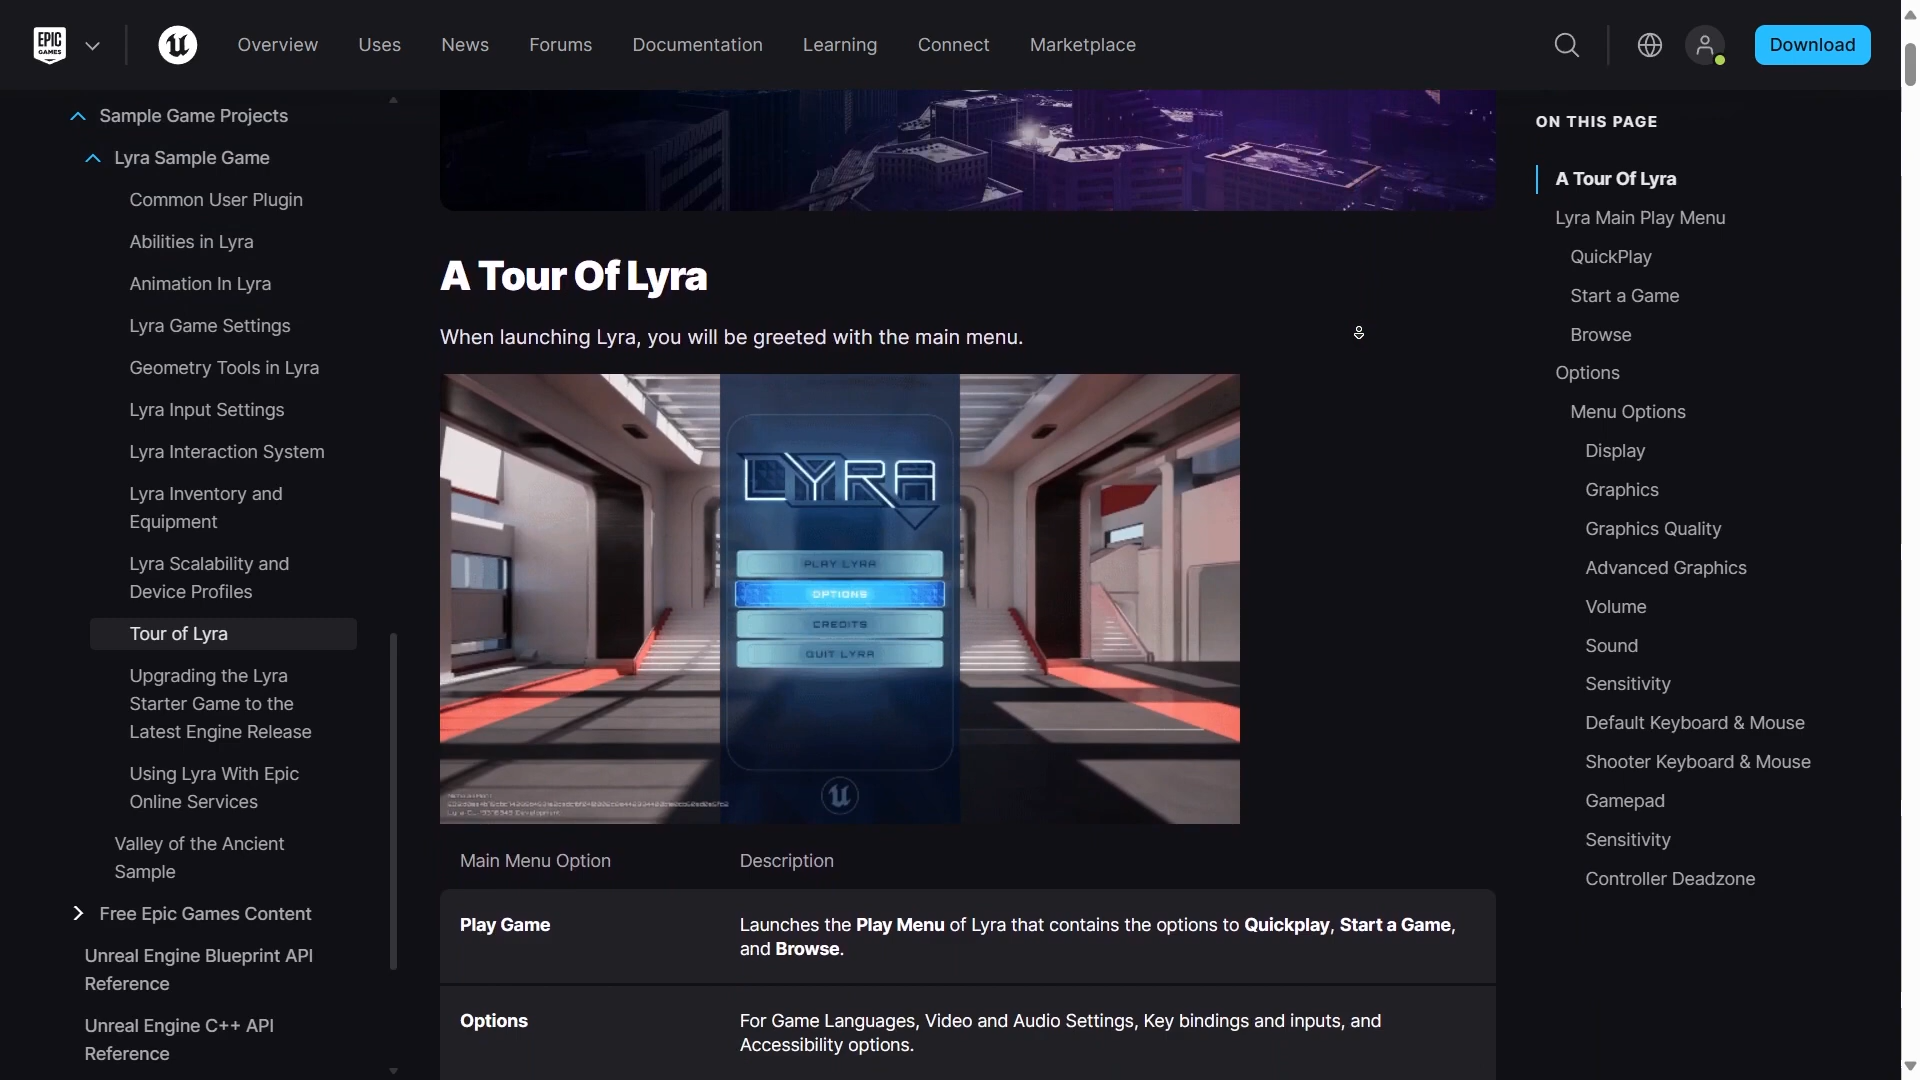 EPIC GAMES
Overview
Uses
News
Forums
Documentation
Learning
Connect
Marketplace
Download
Sample Game Projects
Lyra Sample Game
Common User Plugin
Abilities in Lyra
Animation In Lyra
Lyra Game Settings
Geometry Tools in Lyra
Lyra Input Settings
Lyra Interaction System
Lyra Inventory and
Equipment
Lyra Scalability and
Device Profiles
Tour of Lyra
Upgrading the Lyra
Starter Game to the
Latest Engine Release
Using Lyra With Epic
Online Services
Valley of the Ancient
Sample
Free Epic Games Content
Unreal Engine Blueprint API
Reference
Unreal Engine C++ API
Reference
A Tour Of Lyra
When launching Lyra, you will be greeted with the main menu.
LYRA
PLAY LYRA
OPTIONS
CREDITS
QUIT LYRA
Main Menu Option
Description
Play Game
Launches the Play Menu of Lyra that contains the options to Quickplay, Start a Game,
and Browse.
Options
For Game Languages, Video and Audio Settings, Key bindings and inputs, and
Accessibility options.
ON THIS PAGE
A Tour Of Lyra
Lyra Main Play Menu
QuickPlay
Start a Game
Browse
Options
Menu Options
Display
Graphics
Graphics Quality
Advanced Graphics
Volume
Sound
Sensitivity
Default Keyboard & Mouse
Shooter Keyboard & Mouse
Gamepad
Sensitivity
Controller Deadzone